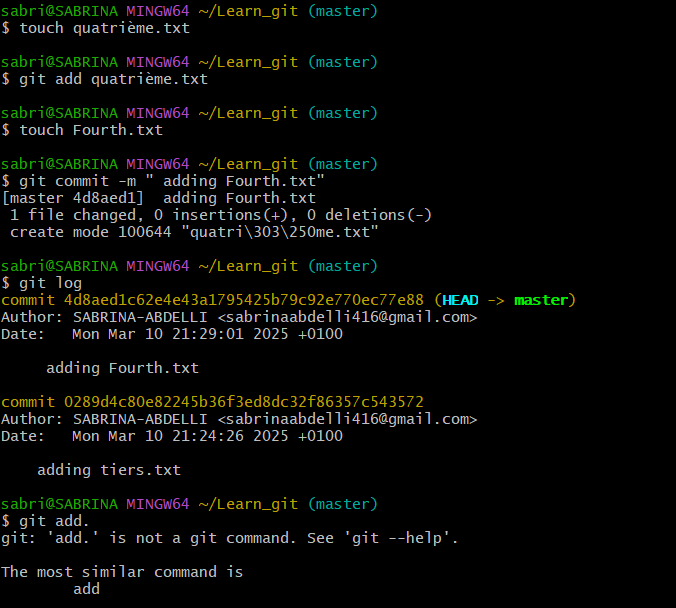 sabri@SABRINA MINGW64 ~/Learn_git (master)
$ touch quatrième.txt
sabri@SABRINA MINGW64 ~/Learn_git (master)
$ git add quatrième.txt
sabri@SABRINA MINGW64 ~/Learn_git (master)
$ touch Fourth.txt
sabri@SABRINA MINGW64 ~/Learn_git (master)
$ git commit -m " adding Fourth.txt"
[master 4d8aed1]  adding Fourth.txt
 1 file changed, 0 insertions(+), 0 deletions(-)
 create mode 100644 "quatri\303\250me.txt"
sabri@SABRINA MINGW64 ~/Learn_git (master)
$ git log
commit 4d8aed1c62e4e43a1795425b79c92e770ec77e88 (HEAD -> master)
Author: SABRINA-ABDELLI <sabrinaabdelli416@gmail.com>
Date:   Mon Mar 10 21:29:01 2025 +0100
     adding Fourth.txt
commit 0289d4c80e82245b36f3ed8dc32f86357c543572
Author: SABRINA-ABDELLI <sabrinaabdelli416@gmail.com>
Date:   Mon Mar 10 21:24:26 2025 +0100
    adding tiers.txt
sabri@SABRINA MINGW64 ~/Learn_git (master)
$ git add.
git: 'add.' is not a git command. See 'git --help'.
The most similar command is
        add